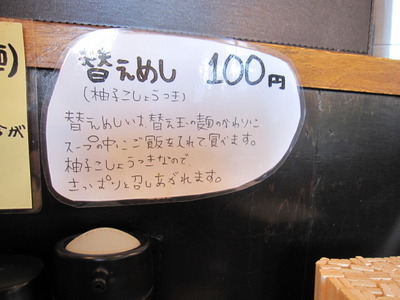 替えめし 100円
(柚子こしょうつき)
替えめしは替え玉の麺のかわりに
スープの中にご飯を入れて食べます。
柚子こしょうつきなので
さっぱりと召しあがれます。